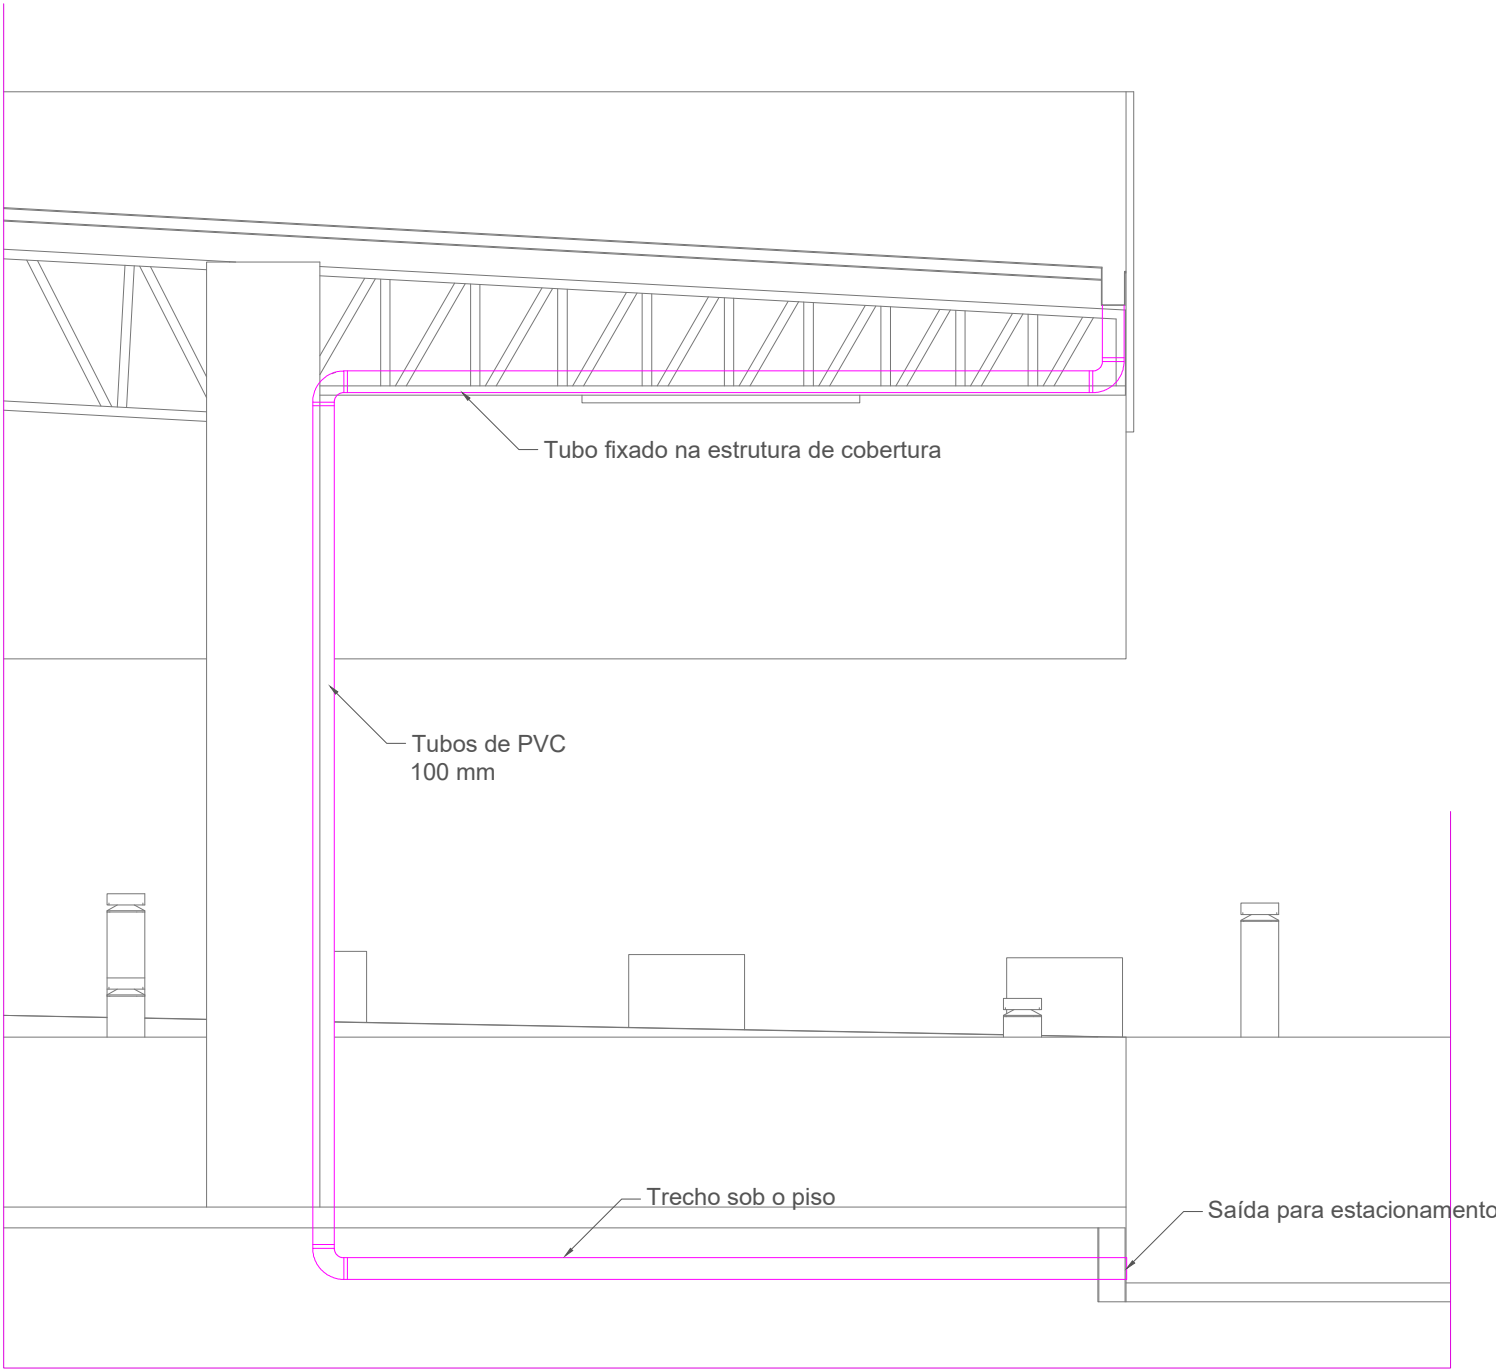 Tubo fixado na estrutura de cobertura
Tubos de PVC
100 mm
Trecho sob o piso
Saída para estacionamento